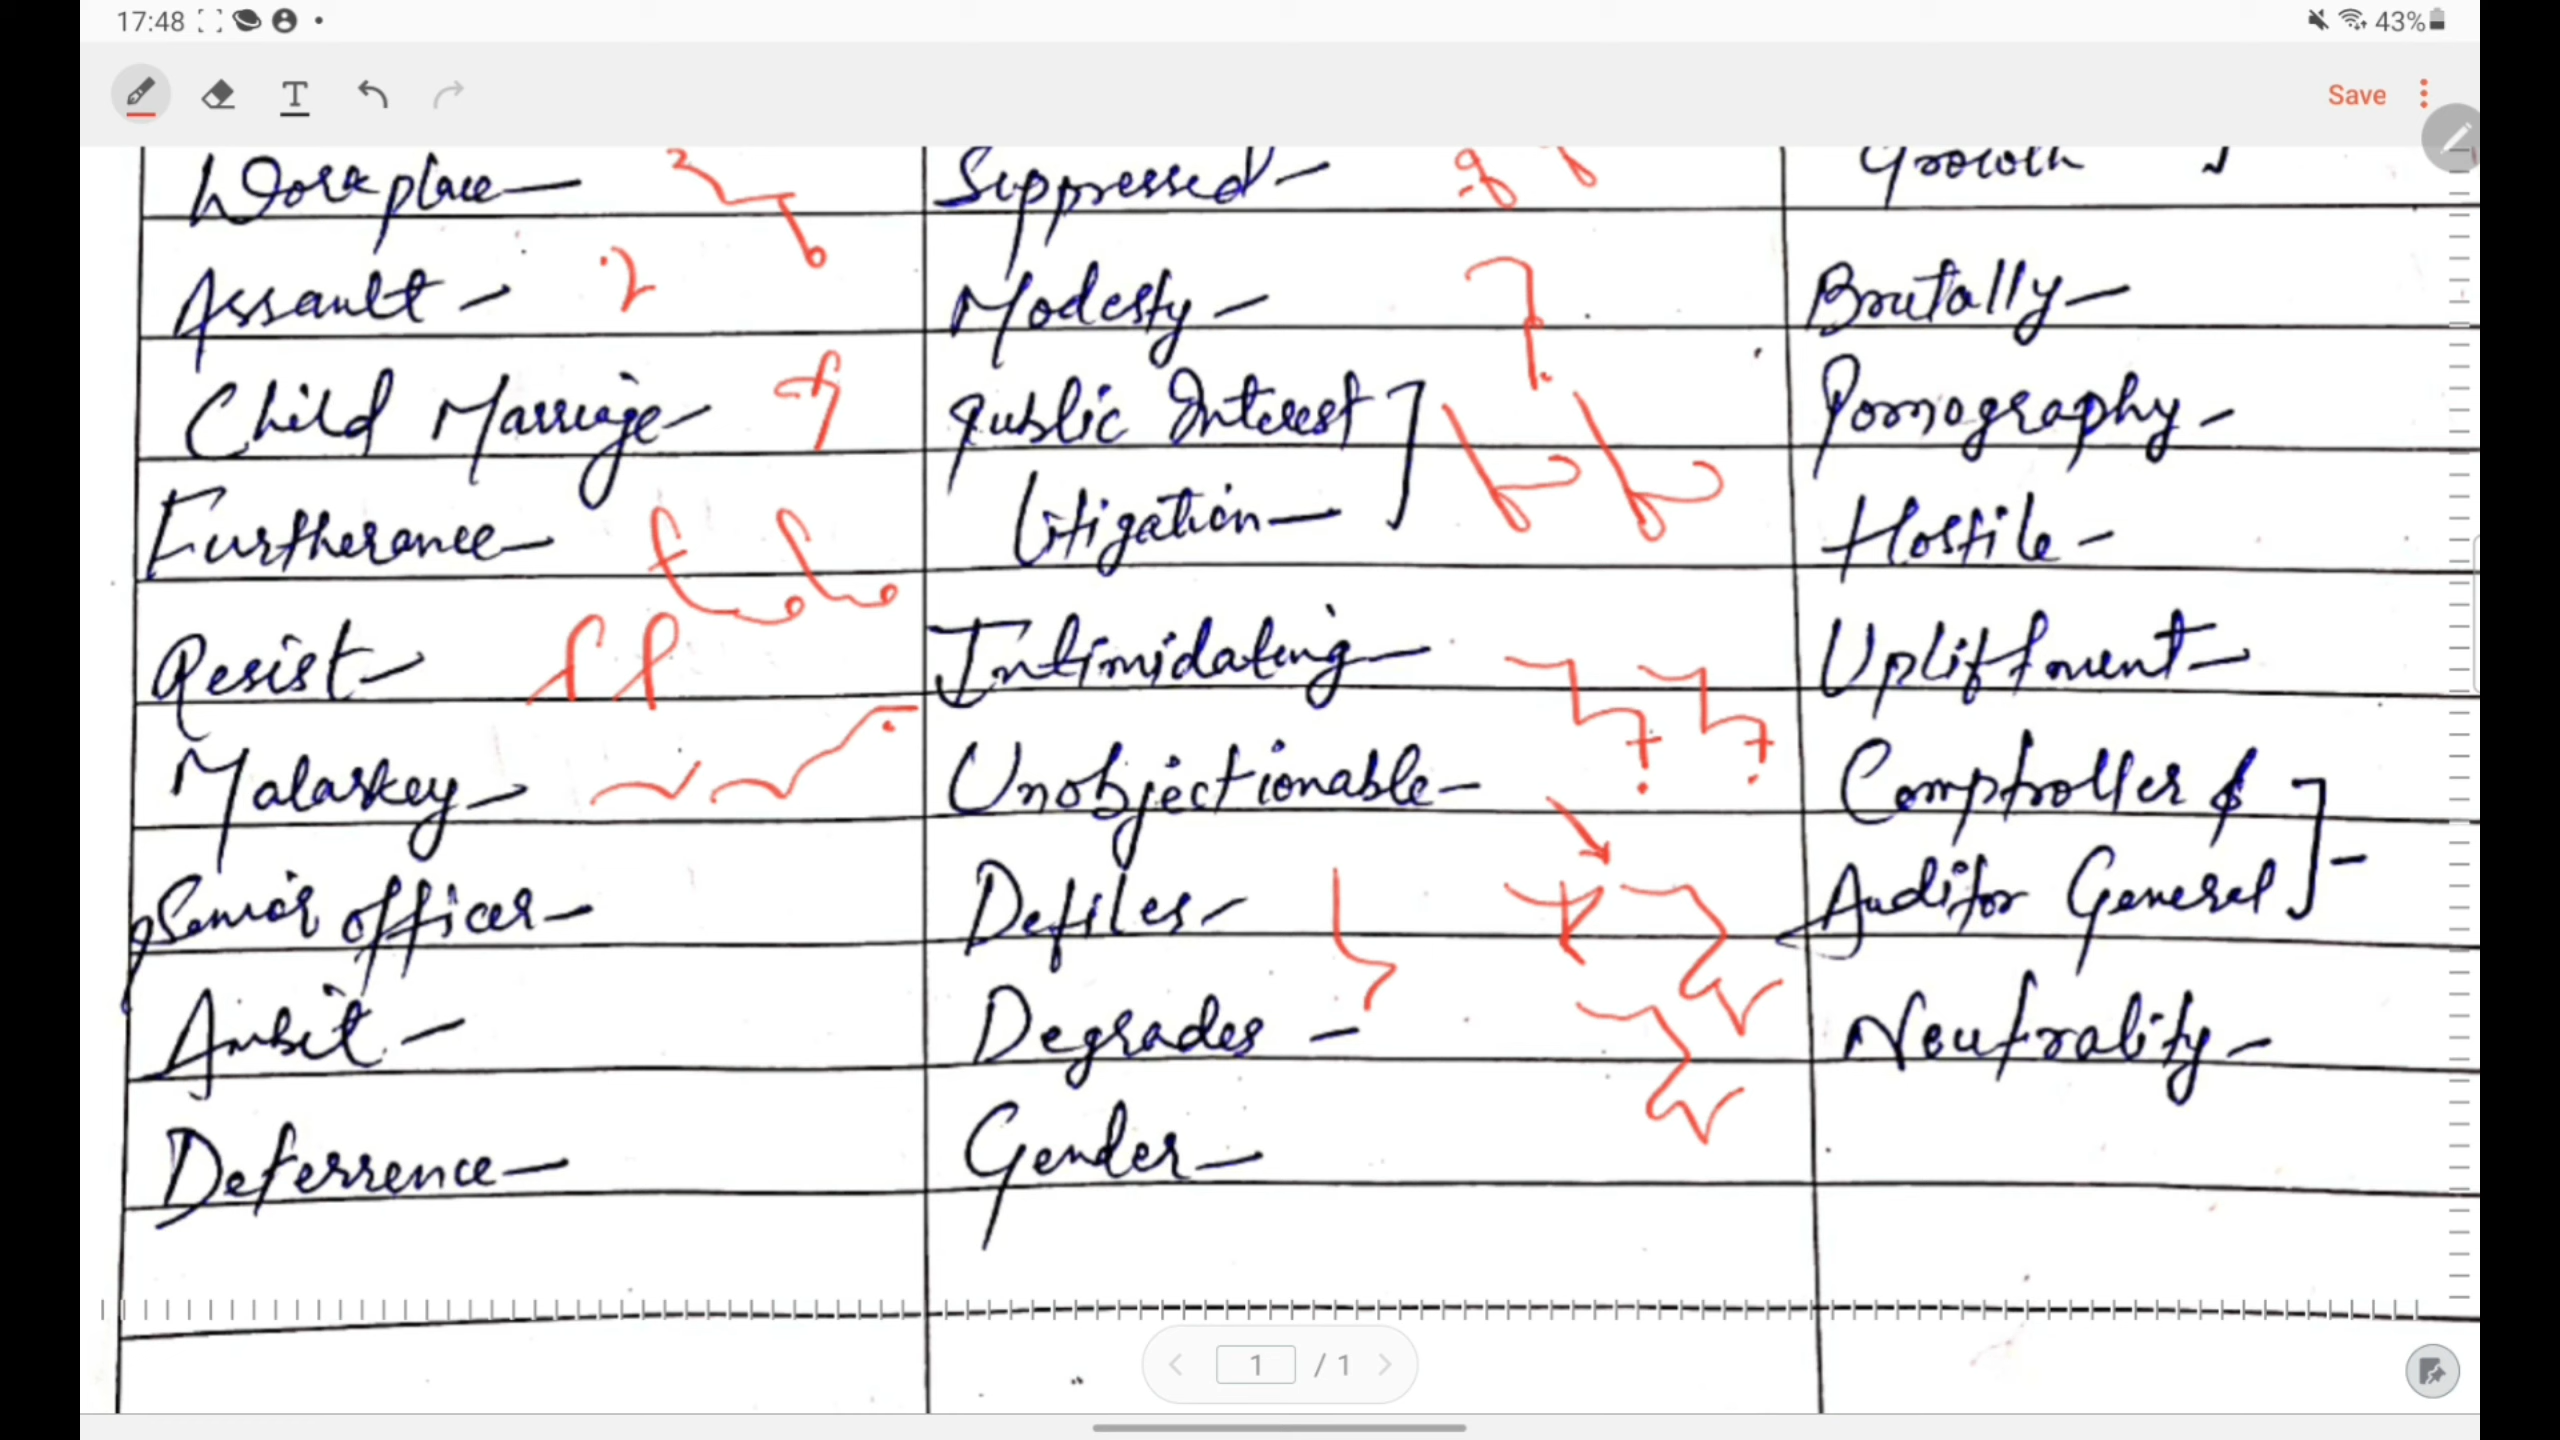 17:48
43%
T
Save
Workplace—
Suppressed—
Growth
Assault—
Modesty—
Brutally—
Child Marriage—
Public Interest
Pornography—
Furtherance—
Litigation—
Hostile—
Resist—
Intimidating—
Upliftment—
Malarkey—
Unobjectionable—
Comptroller &
Senior officer—
Defiles—
Auditor General
Ambit—
Degrades—
Neutrality—
Deterrence—
Gender—
1 / 1